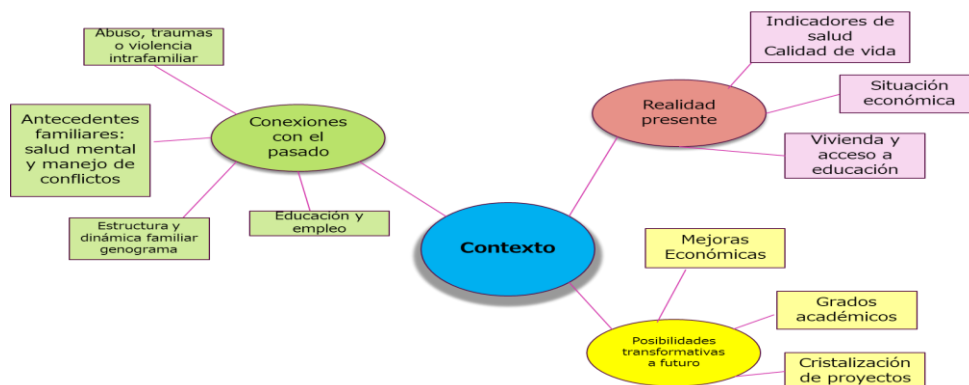 Abuso, traumas
o violencia
intrafamiliar
Antecedentes
familiares:
salud mental
y manejo de
conflictos
Estructura y
dinámica familiar
genograma
Educación y
empleo
Conexiones
con el
pasado
Contexto
Realidad
presente
Indicadores de
salud
Calidad de vida
Situación
económica
Vivienda y
acceso a
educación
Mejoras
Económicas
Grados
académicos
Cristalización
de proyectos
Posibilidades
transformativas
a futuro